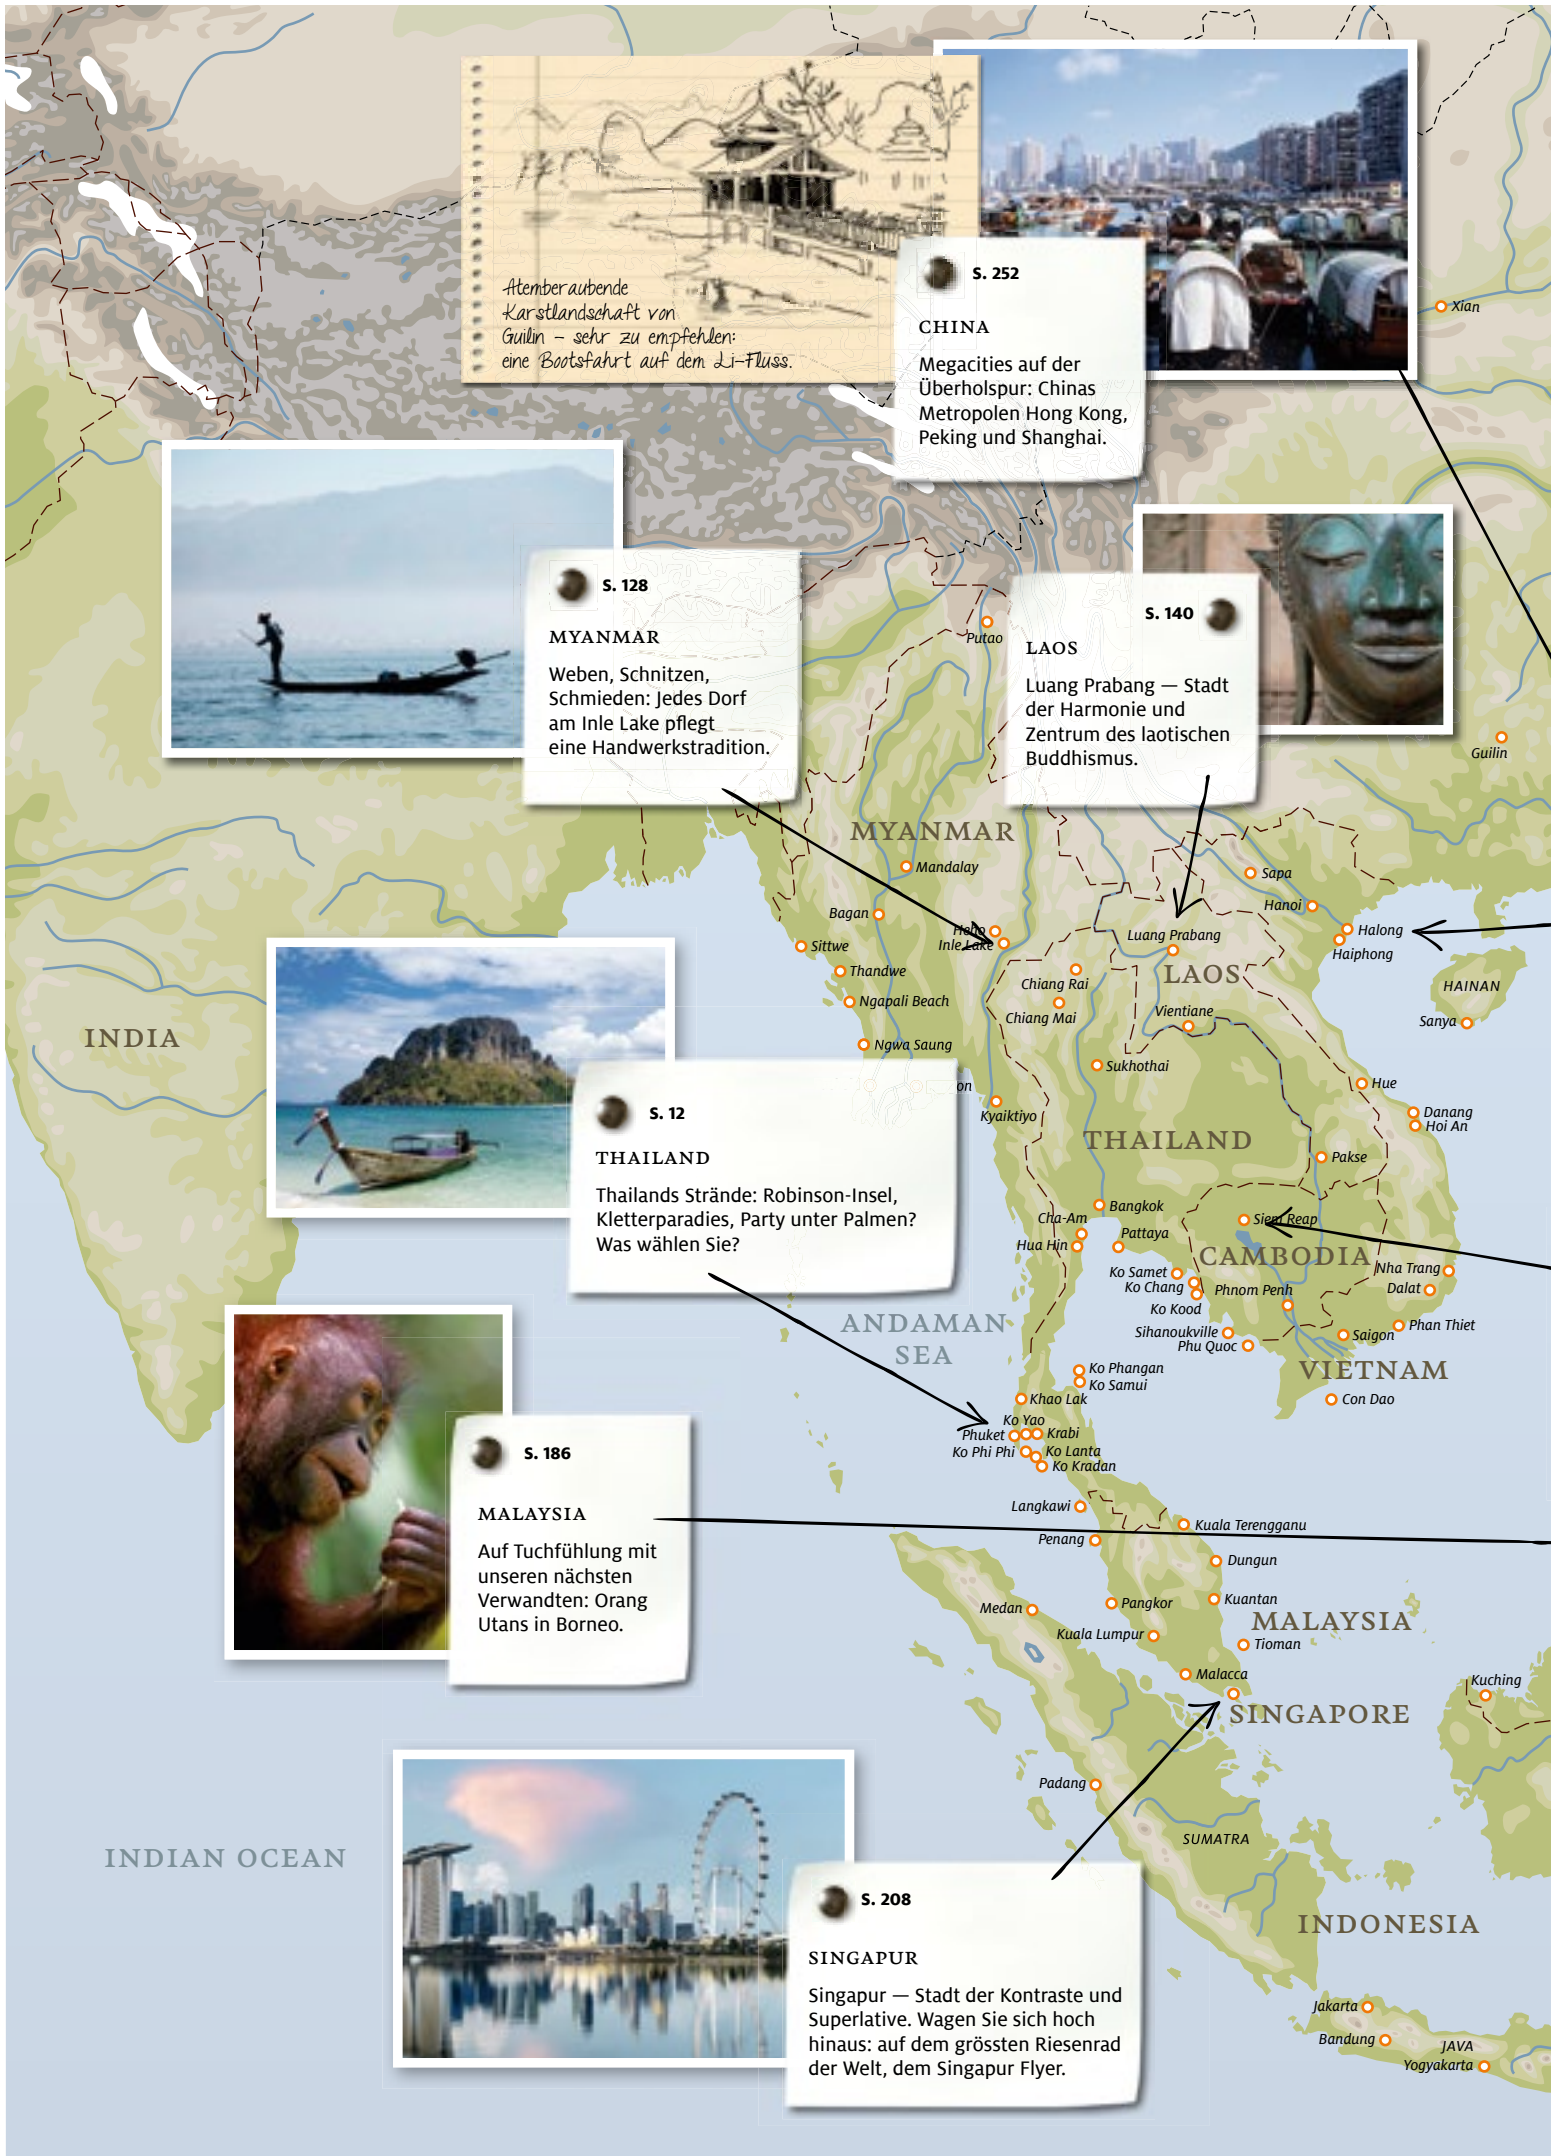 Atemberaubende
Karstlandschaft von
Guilin – sehr zu empfehlen:
eine Bootsfahrt auf dem Li-Fluss.
S. 252
CHINA
Megacities auf der
Überholspur: Chinas
Metropolen Hong Kong,
Peking und Shanghai.
Xian
S. 128
MYANMAR
Weben, Schnitzen,
Schmieden: Jedes Dorf
am Inle Lake pflegt
eine Handwerkstradition.
S. 140
LAOS
Luang Prabang — Stadt
der Harmonie und
Zentrum des laotischen
Buddhismus.
Putao
Guilin
MYANMAR
Mandalay
Sapa
Bagan
Hanoi
Heho
Inle Lake
Luang Prabang
Halong
Haiphong
Sittwe
Thandwe
Chiang Rai
LAOS
HAINAN
Ngapali Beach
Chiang Mai
Vientiane
Sanya
INDIA
Ngwa Saung
Sukhothai
Hue
Kyaiktiyo
Danang
Hoi An
S. 12
THAILAND
Thailands Strände: Robinson-Insel,
Kletterparadies, Party unter Palmen?
Was wählen Sie?
THAILAND
Pakse
Bangkok
Cha-Am
Siem Reap
Hua Hin
Pattaya
CAMBODIA
Ko Samet
Nha Trang
Ko Chang
Phnom Penh
Dalat
Ko Kood
ANDAMAN
SEA
Sihanoukville
Saigon
Phan Thiet
Phu Quoc
VIETNAM
Ko Phangan
Ko Samui
Khao Lak
Con Dao
Ko Yao
Phuket
Krabi
Ko Phi Phi
Ko Lanta
Ko Kradan
S. 186
MALAYSIA
Auf Tuchfühlung mit
unseren nächsten
Verwandten: Orang
Utans in Borneo.
Langkawi
Kuala Terengganu
Penang
Dungun
Medan
Pangkor
Kuantan
MALAYSIA
Kuala Lumpur
Tioman
Malacca
Kuching
SINGAPORE
Padang
SUMATRA
INDIAN OCEAN
S. 208
SINGAPUR
Singapur — Stadt der Kontraste und
Superlative. Wagen Sie sich hoch
hinaus: auf dem grössten Riesenrad
der Welt, dem Singapur Flyer.
INDONESIA
Jakarta
Bandung
JAVA
Yogyakarta